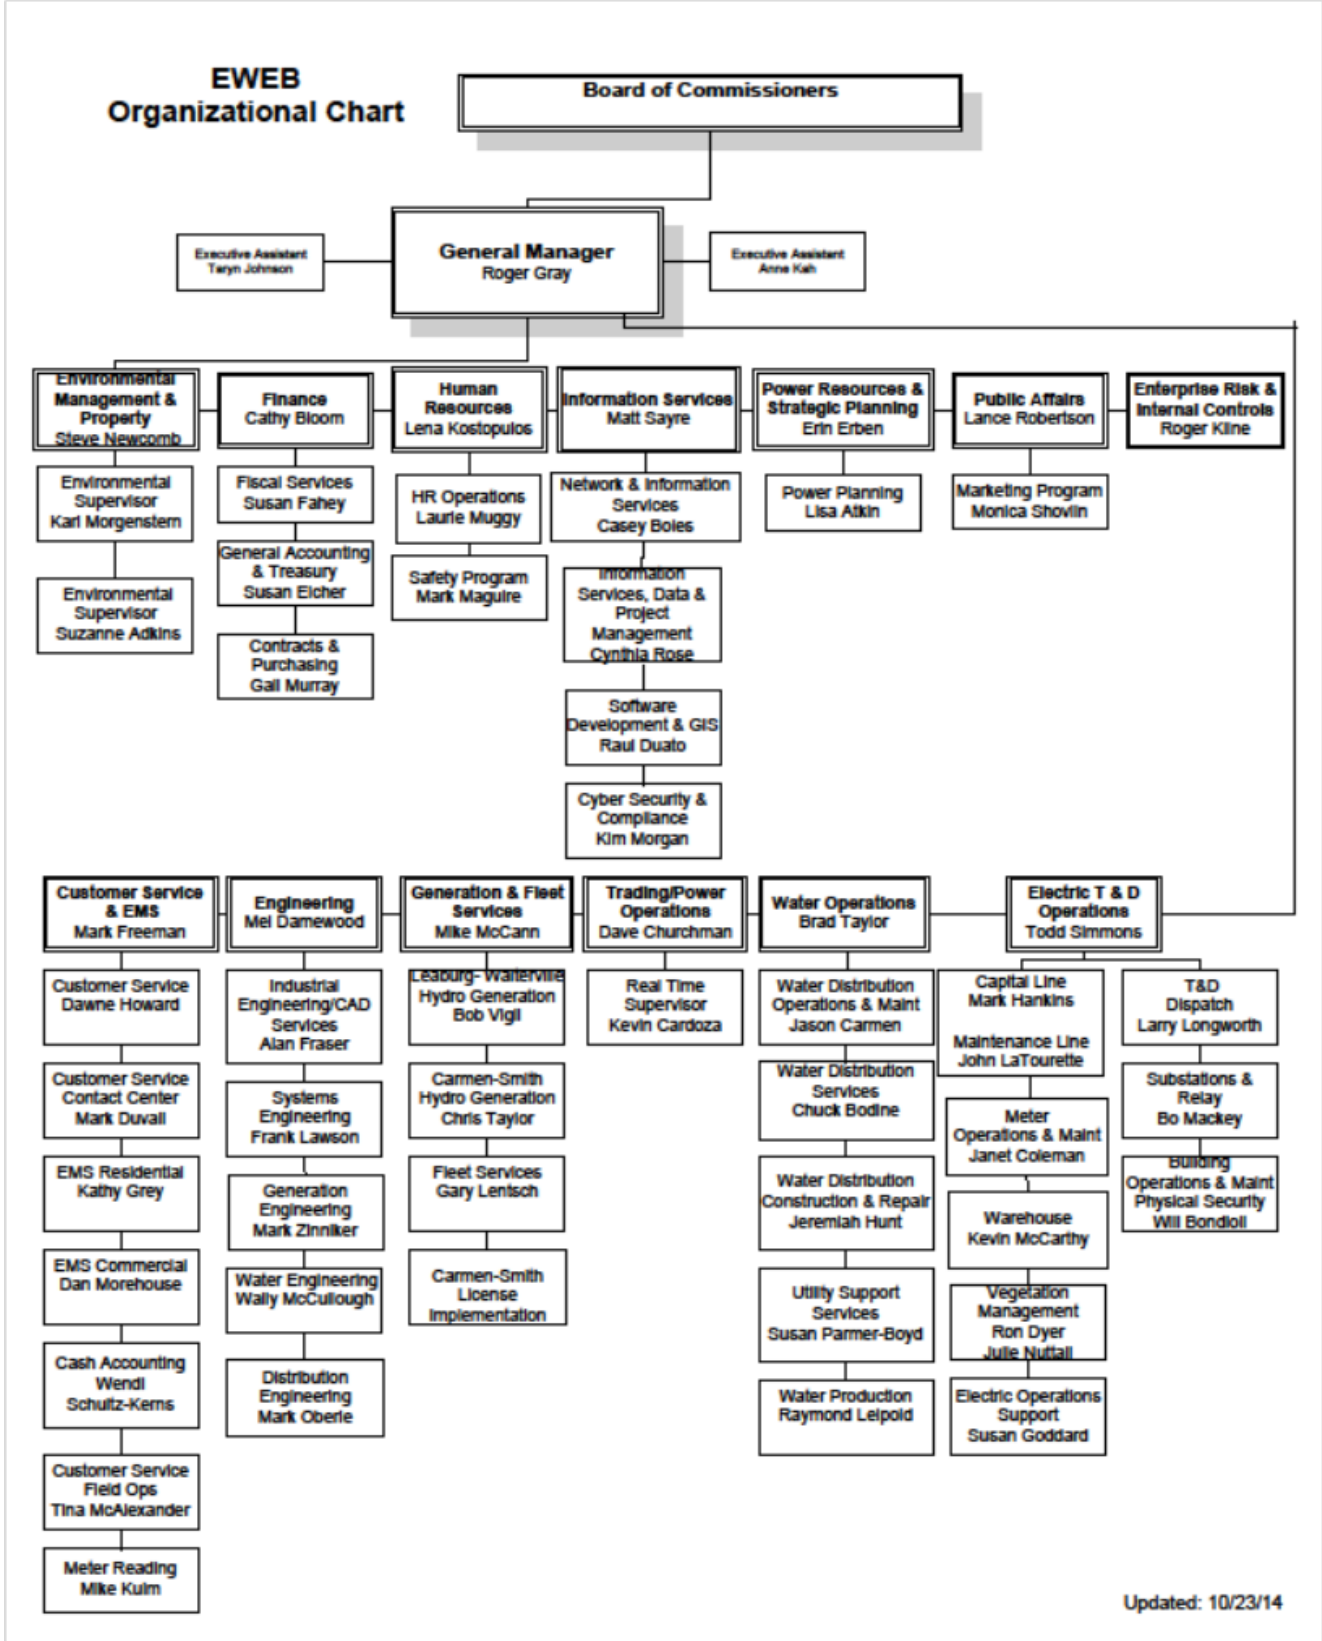 EWEB
Organizational Chart
Board of Commissioners
General Manager
Roger Gray
Executive Assistant
Taryn Johnson
Executive Assistant
Anne Kah
Environmental
Management &
Property
Steve Newcomb
Finance
Cathy Bloom
Human
Resources
Lena Kostopulos
Information Services
Matt Sayre
Power Resources &
Strategic Planning
Erin Erben
Public Affairs
Lance Robertson
Enterprise Risk &
Internal Controls
Roger Kline
Environmental
Supervisor
Karl Morgenstern
Environmental
Supervisor
Suzanne Adkins
Fiscal Services
Susan Fahey
General Accounting
& Treasury
Susan Eicher
Contracts &
Purchasing
Gail Murray
HR Operations
Laurie Muggy
Safety Program
Mark Maguire
Network & Information
Services
Casey Boles
Information
Services, Data &
Project
Management
Cynthia Rose
Software
Development & GIS
Raul Duato
Cyber Security &
Compliance
Kim Morgan
Power Planning
Lisa Atkin
Marketing Program
Monica Shovlin
Customer Service
& EMS
Mark Freeman
Engineering
Mel Damewood
Generation & Fleet
Services
Mike McCann
Trading/Power
Operations
Dave Churchman
Water Operations
Brad Taylor
Electric T & D
Operations
Todd Simmons
Customer Service
Dawne Howard
Customer Service
Contact Center
Mark Duvall
EMS Residential
Kathy Grey
EMS Commercial
Dan Morehouse
Cash Accounting
Wendi
Schultz-Kerns
Customer Service
Field Ops
Tina McAlexander
Meter Reading
Mike Kulm
Industrial
Engineering/CAD
Services
Alan Fraser
Systems
Engineering
Frank Lawson
Generation
Engineering
Mark Zinniker
Water Engineering
Wally McCullough
Distribution
Engineering
Mark Oberle
Leaburg- Walterville
Hydro Generation
Bob Vigil
Carmen-Smith
Hydro Generation
Chris Taylor
Fleet Services
Gary Lentsch
Carmen-Smith
License
Implementation
Real Time
Supervisor
Kevin Cardoza
Water Distribution
Operations & Maint
Jason Carmen
Water Distribution
Services
Chuck Bodine
Water Distribution
Construction & Repair
Jeremiah Hunt
Utility Support
Services
Susan Parmer-Boyd
Water Production
Raymond Leipold
Capital Line
Mark Hankins
Maintenance Line
John LaTourette
Meter
Operations & Maint
Janet Coleman
Warehouse
Kevin McCarthy
Vegetation
Management
Ron Dyer
Julie Nuttall
Electric Operations
Support
Susan Goddard
T&D
Dispatch
Larry Longworth
Substations &
Relay
Bo Mackey
Building
Operations & Maint
Physical Security
Will Bondioli
Updated: 10/23/14